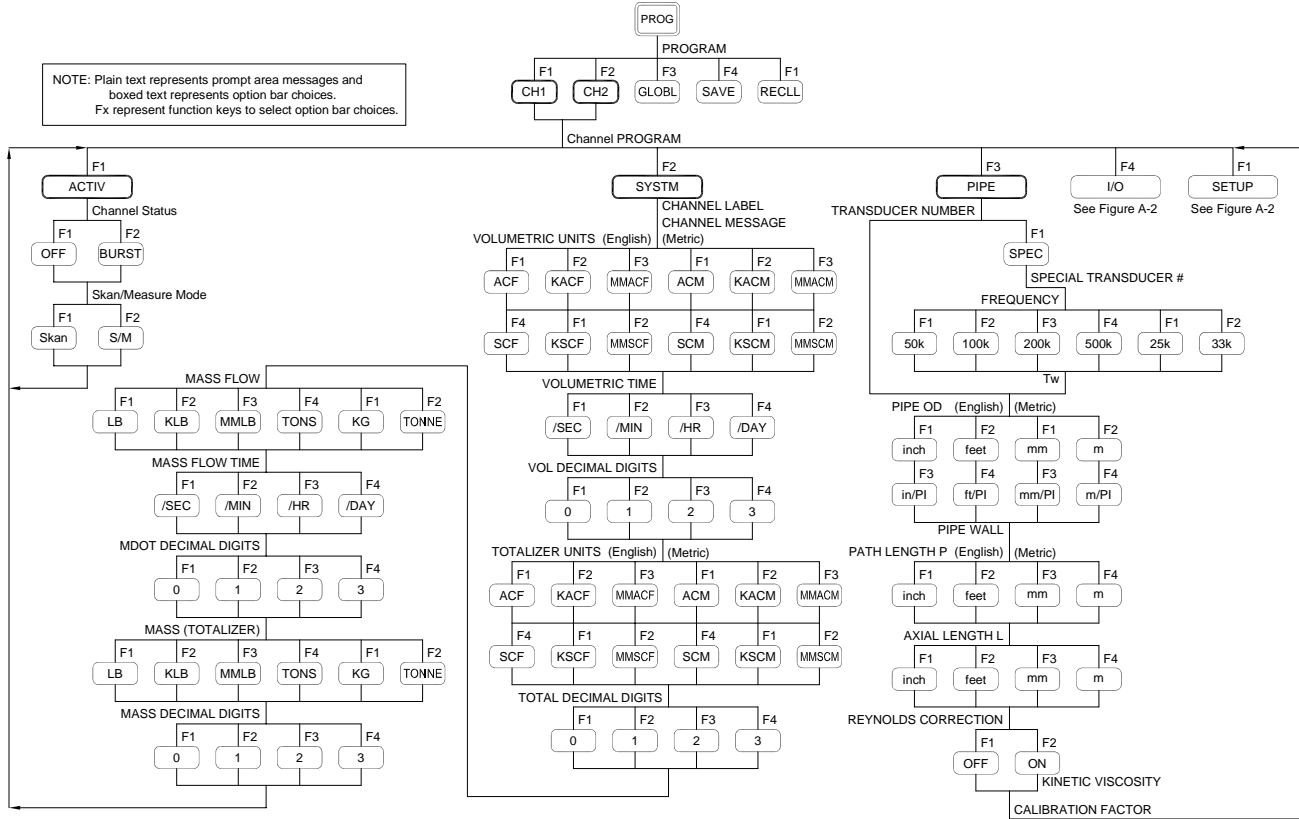 PROG
PROGRAM
NOTE: Plain text represents prompt area messages and
boxed text represents option bar choices.
Fx represent function keys to select option bar choices.
F1 F2 F3 F4 F1
CH1 CH2 GLOBL SAVE RECLL
Channel PROGRAM
F1 F2 F3 F4 F1
ACTIV SYSTM PIPE I/O SETUP
See Figure A-2 See Figure A-2
Channel Status
F1 F2
OFF BURST
Skan/Measure Mode
F1 F2
Skan S/M
MASS FLOW
F1 F2 F3 F4 F1 F2
LB KLB MMLB TONS KG TONNE
MASS FLOW TIME
F1 F2 F3 F4
/SEC /MIN /HR /DAY
MDOT DECIMAL DIGITS
F1 F2 F3 F4
0 1 2 3
MASS (TOTALIZER)
F1 F2 F3 F4 F1 F2
LB KLB MMLB TONS KG TONNE
MASS DECIMAL DIGITS
F1 F2 F3 F4
0 1 2 3
CHANNEL LABEL
CHANNEL MESSAGE
VOLUMETRIC UNITS (English) (Metric)
F1 F2 F3 F1 F2 F3
ACF KACF MMACF ACM KACM MMACM
F4 F1 F2 F4 F1 F2
SCF KSCF MMSCF SCM KSCM MMSCM
VOLUMETRIC TIME
F1 F2 F3 F4
/SEC /MIN /HR /DAY
VOL DECIMAL DIGITS
F1 F2 F3 F4
0 1 2 3
TOTALIZER UNITS (English) (Metric)
F1 F2 F3 F1 F2 F3
ACF KACF MMACF ACM KACM MMACM
F4 F1 F2 F4 F1 F2
SCF KSCF MMSCF SCM KSCM MMSCM
TOTAL DECIMAL DIGITS
F1 F2 F3 F4
0 1 2 3
TRANSDUCER NUMBER
F1
SPEC
SPECIAL TRANSDUCER #
FREQUENCY
F1 F2 F3 F4 F1 F2
50k 100k 200k 500k 25k 33k
Tw
PIPE OD (English) (Metric)
F1 F2 F1 F2
inch feet mm m
F3 F4 F3 F4
in/PI ft/PI mm/PI m/PI
PIPE WALL
PATH LENGTH P (English) (Metric)
F1 F2 F3 F4
inch feet mm m
AXIAL LENGTH L
F1 F2 F3 F4
inch feet mm m
REYNOLDS CORRECTION
F1 F2
OFF ON
KINETIC VISCOSITY
CALIBRATION FACTOR